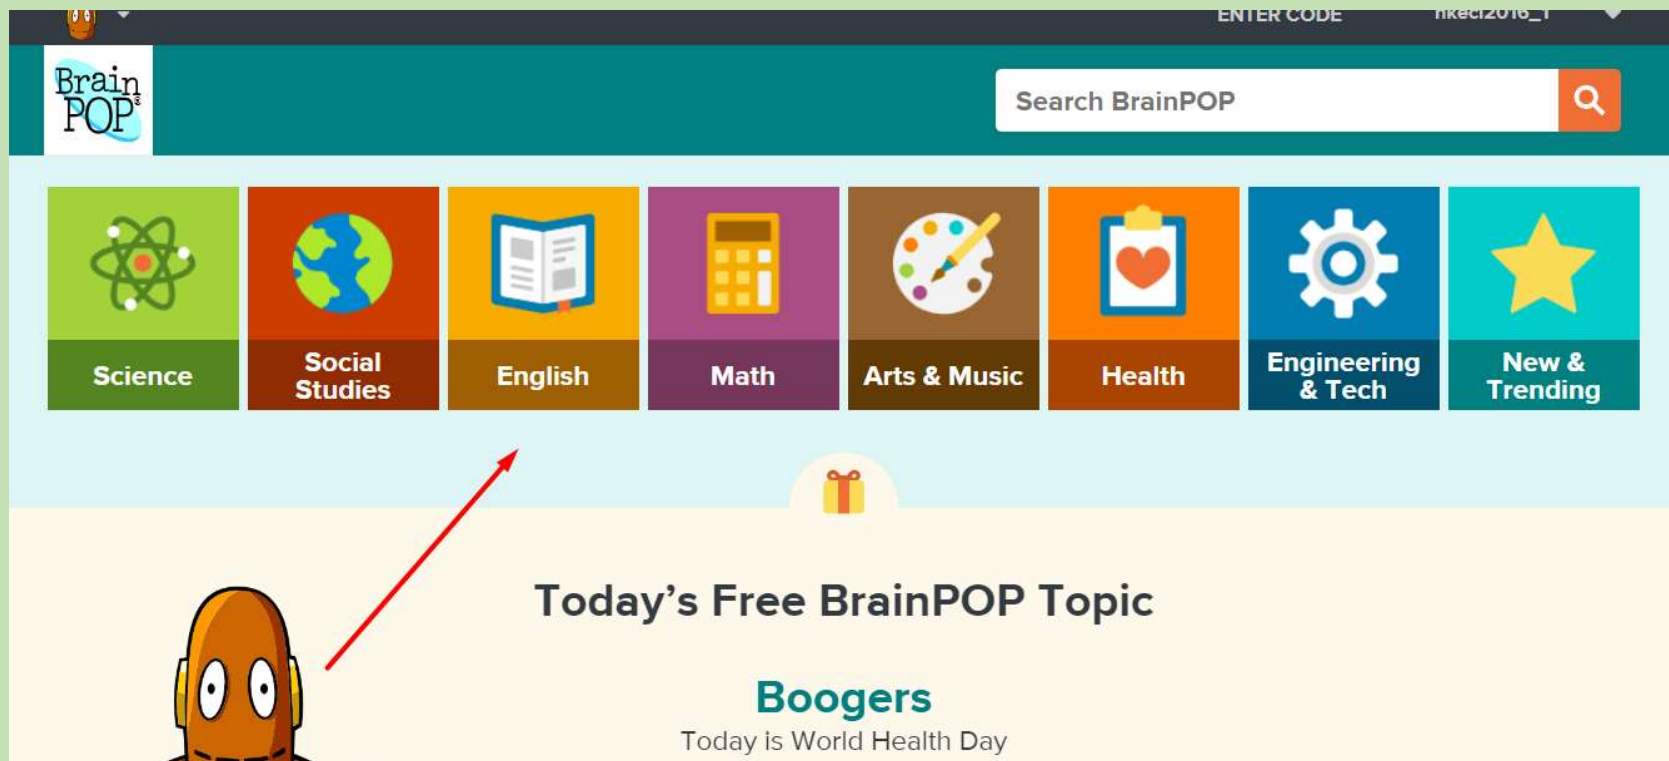 ENTER CODE
Brain
POP®
Search BrainPOP
Science
Social
Studies
English
Math
Arts & Music
Health
Engineering
& Tech
New &
Trending
Today's Free BrainPOP Topic
Boogers
Today is World Health Day